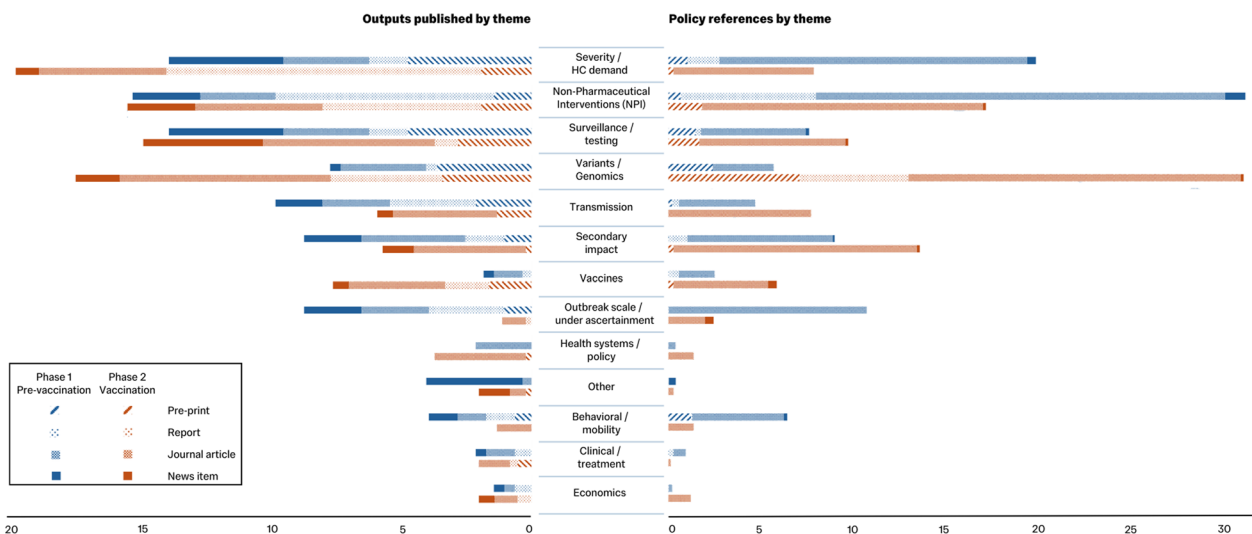 Outputs published by theme
Policy references by theme
Severity /
HC demand
Non-Pharmaceutical
Interventions (NPI)
Surveillance /
testing
Variants /
Genomics
Transmission
Secondary
impact
Vaccines
Outbreak scale /
under ascertainment
Health systems /
policy
Other
Behavioral /
mobility
Clinical /
treatment
Economics
Phase 1
Pre-vaccination
Phase 2
Vaccination
Pre-print
Report
Journal article
News item
20 15 10 5 0
0 5 10 15 20 25 30